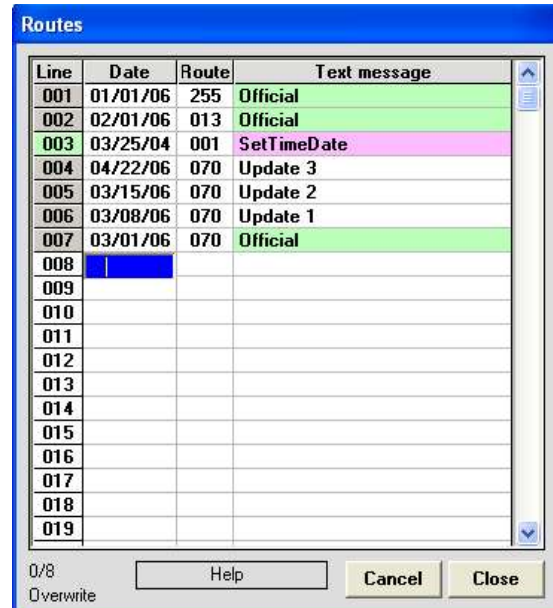 Routes
Line Date Route Text message
001 01/01/06 255 Official
002 02/01/06 013 Official
003 03/25/04 001 SetTimeDate
004 04/22/06 070 Update 3
005 03/15/06 070 Update 2
006 03/08/06 070 Update 1
007 03/01/06 070 Official
008
009
010
011
012
013
014
015
016
017
018
019
0/8 Help Cancel Close
Overwrite